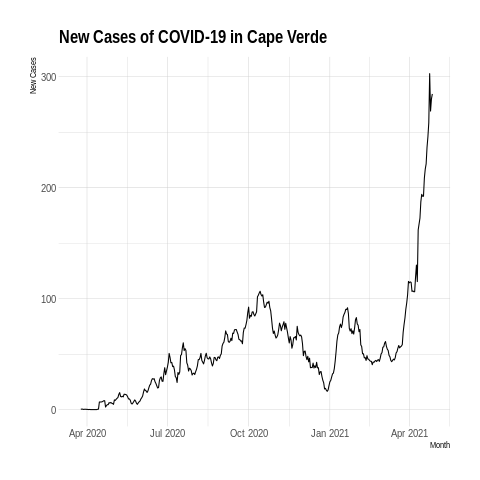 New Cases of COVID-19 in Cape Verde
New Cases
300
200
100
0
Apr 2020 Jul 2020 Oct 2020 Jan 2021 Apr 2021
Month